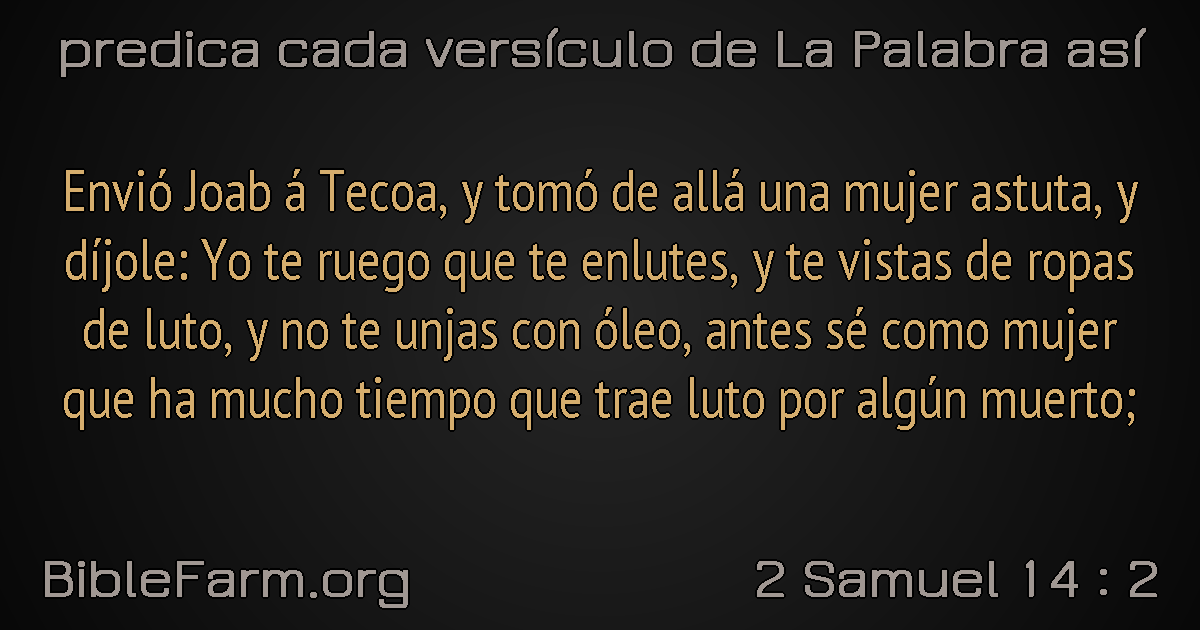 predica cada versículo de La Palabra así
Envió Joab á Tecoa, y tomó de allá una mujer astuta, y
díjole: Yo te ruego que te enlutes, y te vistas de ropas
de luto, y no te unjas con óleo, antes sé como mujer
que ha mucho tiempo que trae luto por algún muerto;
BibleFarm.org
2 Samuel 14 : 2